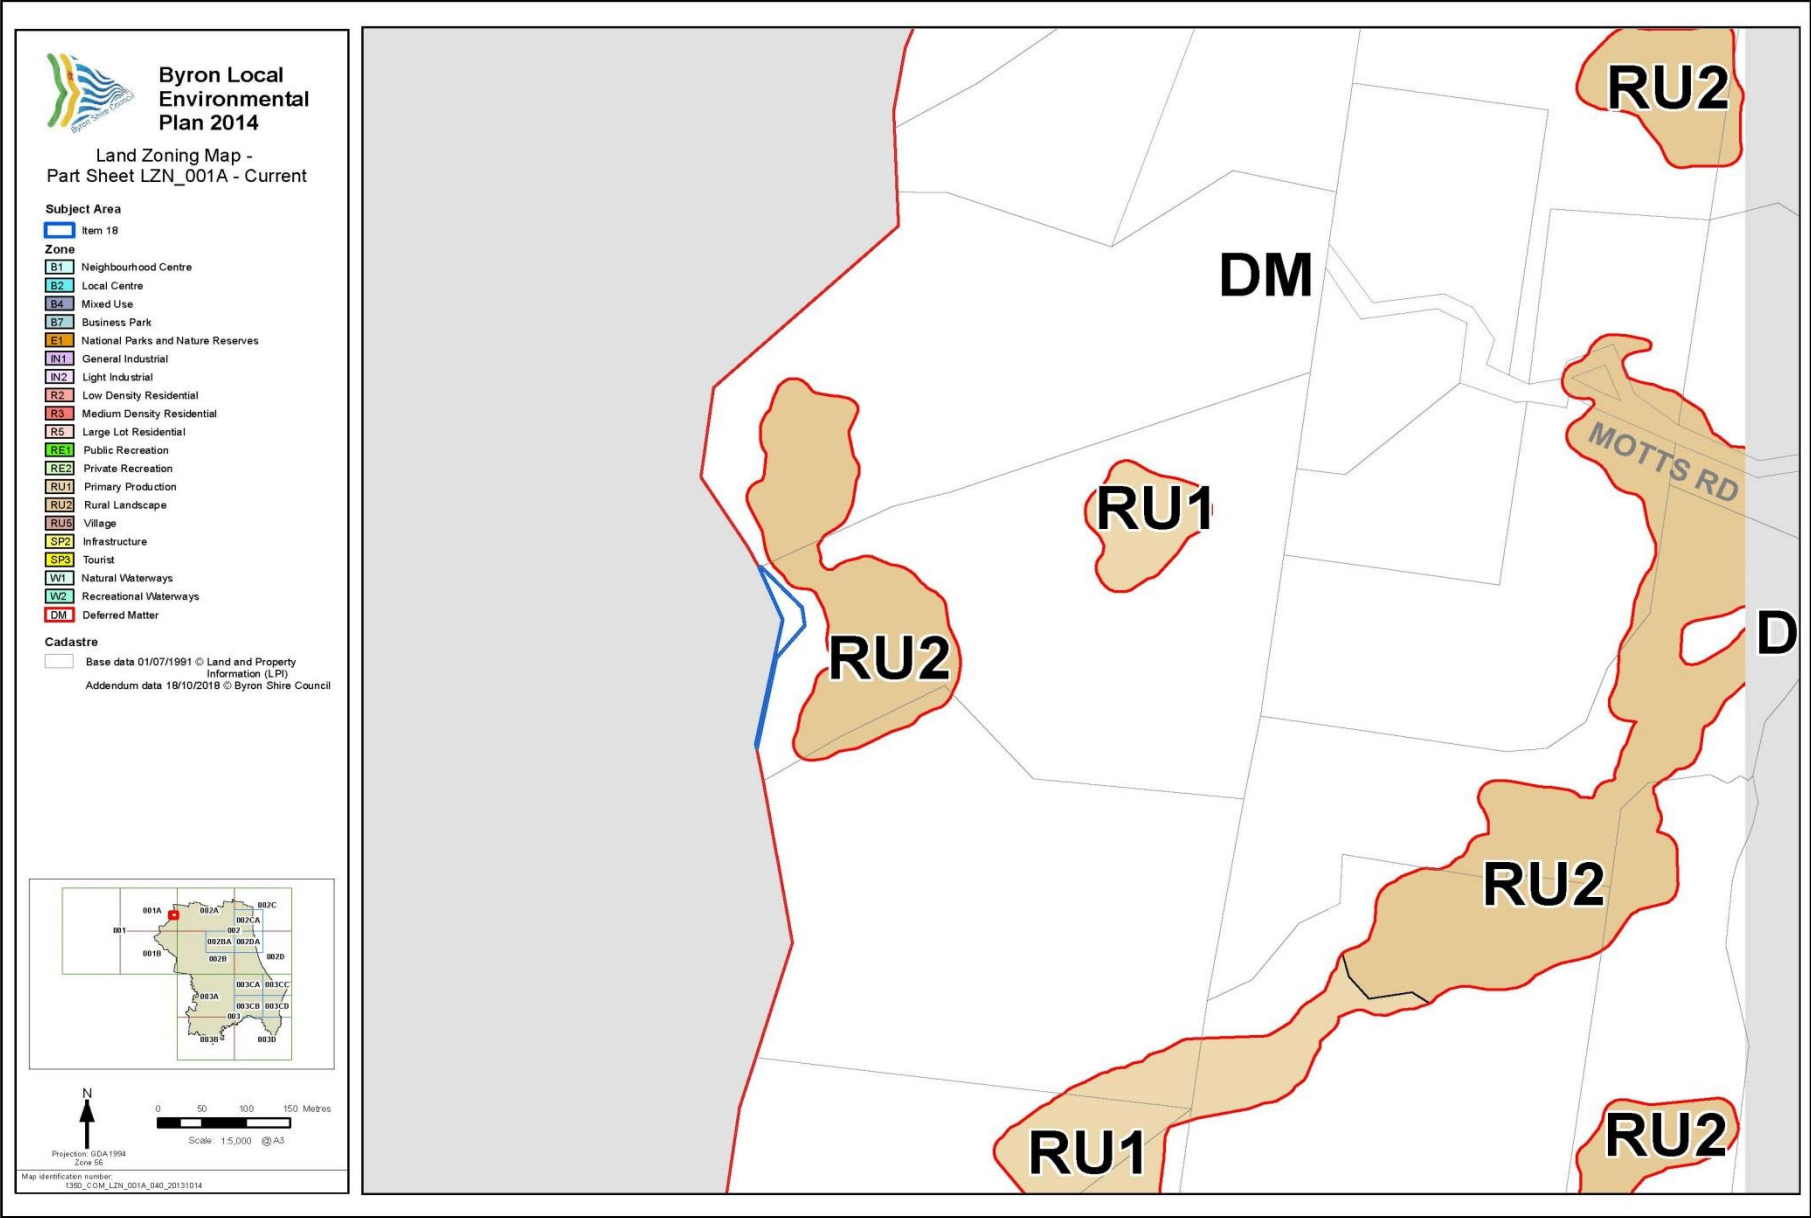 Byron Shire Council
Byron Local
Environmental
Plan 2014
Land Zoning Map -
Part Sheet LZN_001A - Current
Subject Area
Item 18
Zone
B1 Neighbourhood Centre
B2 Local Centre
B4 Mixed Use
B7 Business Park
E1 National Parks and Nature Reserves
IN1 General Industrial
IN2 Light Industrial
R2 Low Density Residential
R3 Medium Density Residential
R5 Large Lot Residential
RE1 Public Recreation
RE2 Private Recreation
RU1 Primary Production
RU2 Rural Landscape
RU5 Village
SP2 Infrastructure
SP3 Tourist
W1 Natural Waterways
W2 Recreational Waterways
DM Deferred Matter
Cadastre
Base data 01/07/1991 © Land and Property
Information (LPI)
Addendum data 18/10/2018 © Byron Shire Council
001A 002A 002C
002CA
001 002
002BA 002DA
001B 002B 002D
003CA 003CC
003A
003CB 003CD
003
003B 003D
N
0 50 100 150 Metres
Scale: 1:5,000 @A3
Projection: GDA 1994
Zone 56
Map identification number:
1350_COM_LZN_001A_040_20131014
RU2
DM
MOTTS RD
RU1
D
RU2
RU2
RU2
RU1